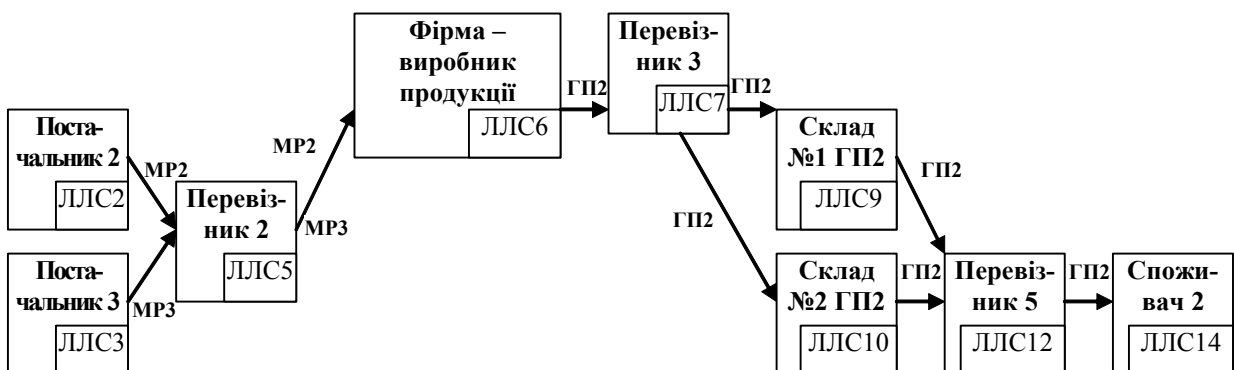 Поста-
чальник 2
ЛЛС2
МР2
Поста-
чальник 3
ЛЛС3
МР3
Перевіз-
ник 2
ЛЛС5
МР2
МР3
Фірма –
виробник
продукції
ЛЛС6
ГП2
Перевіз-
ник 3
ЛЛС7
ГП2
ГП2
Склад
№1 ГП2
ЛЛС9
ГП2
Склад
№2 ГП2
ЛЛС10
ГП2
Перевіз-
ник 5
ЛЛС12
ГП2
Спожи-
вач 2
ЛЛС14